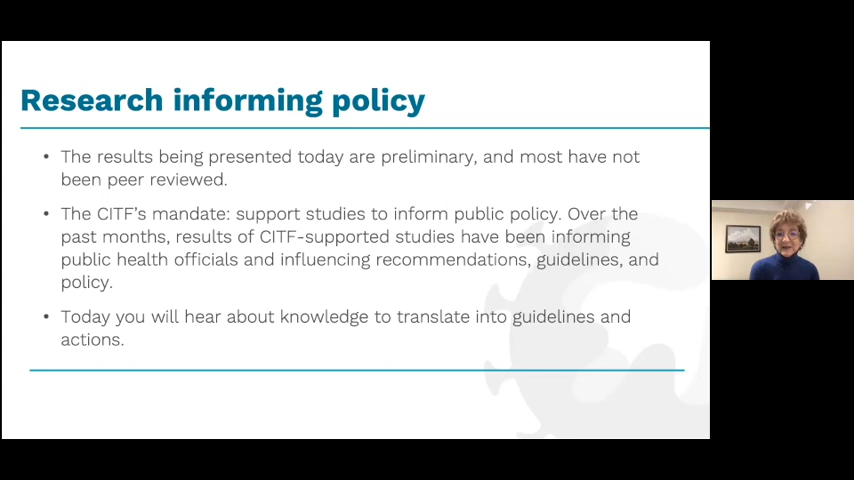 Research informing policy
• The results being presented today are preliminary, and most have not
been peer reviewed.
• The CITF's mandate: support studies to inform public policy. Over the
past months, results of CITF-supported studies have been informing
public health officials and influencing recommendations, guidelines, and
policy.
• Today you will hear about knowledge to translate into guidelines and
actions.